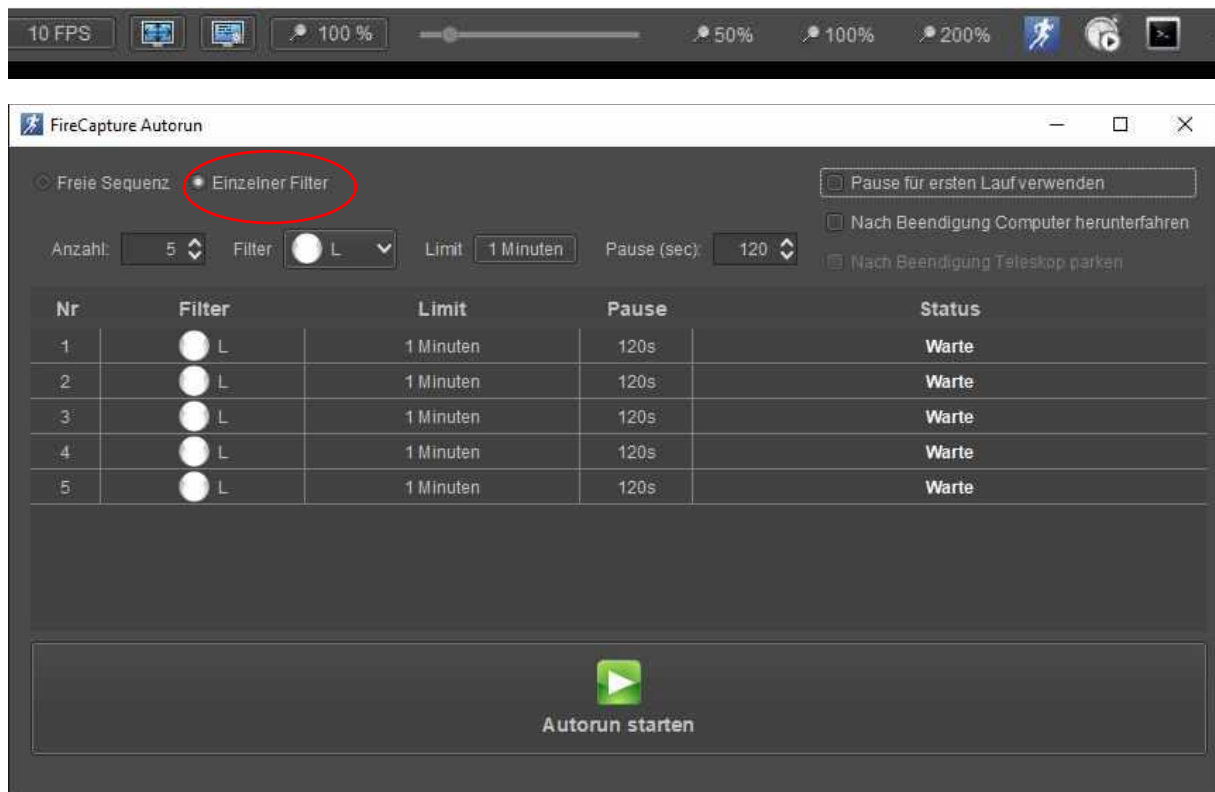 10 FPS 100 % 50% 100% 200%
FireCapture Autorun
Freie Sequenz Einzelner Filter Pause für ersten Lauf verwenden
Nach Beendigung Computer herunterfahren
Anzahl: 5 Filter L Limit 1 Minuten Pause (sec): 120
Nach Beendigung Teleskop parken
Nr Filter Limit Pause Status
1 L 1 Minuten 120s Warte
2 L 1 Minuten 120s Warte
3 L 1 Minuten 120s Warte
4 L 1 Minuten 120s Warte
5 L 1 Minuten 120s Warte
Autorun starten